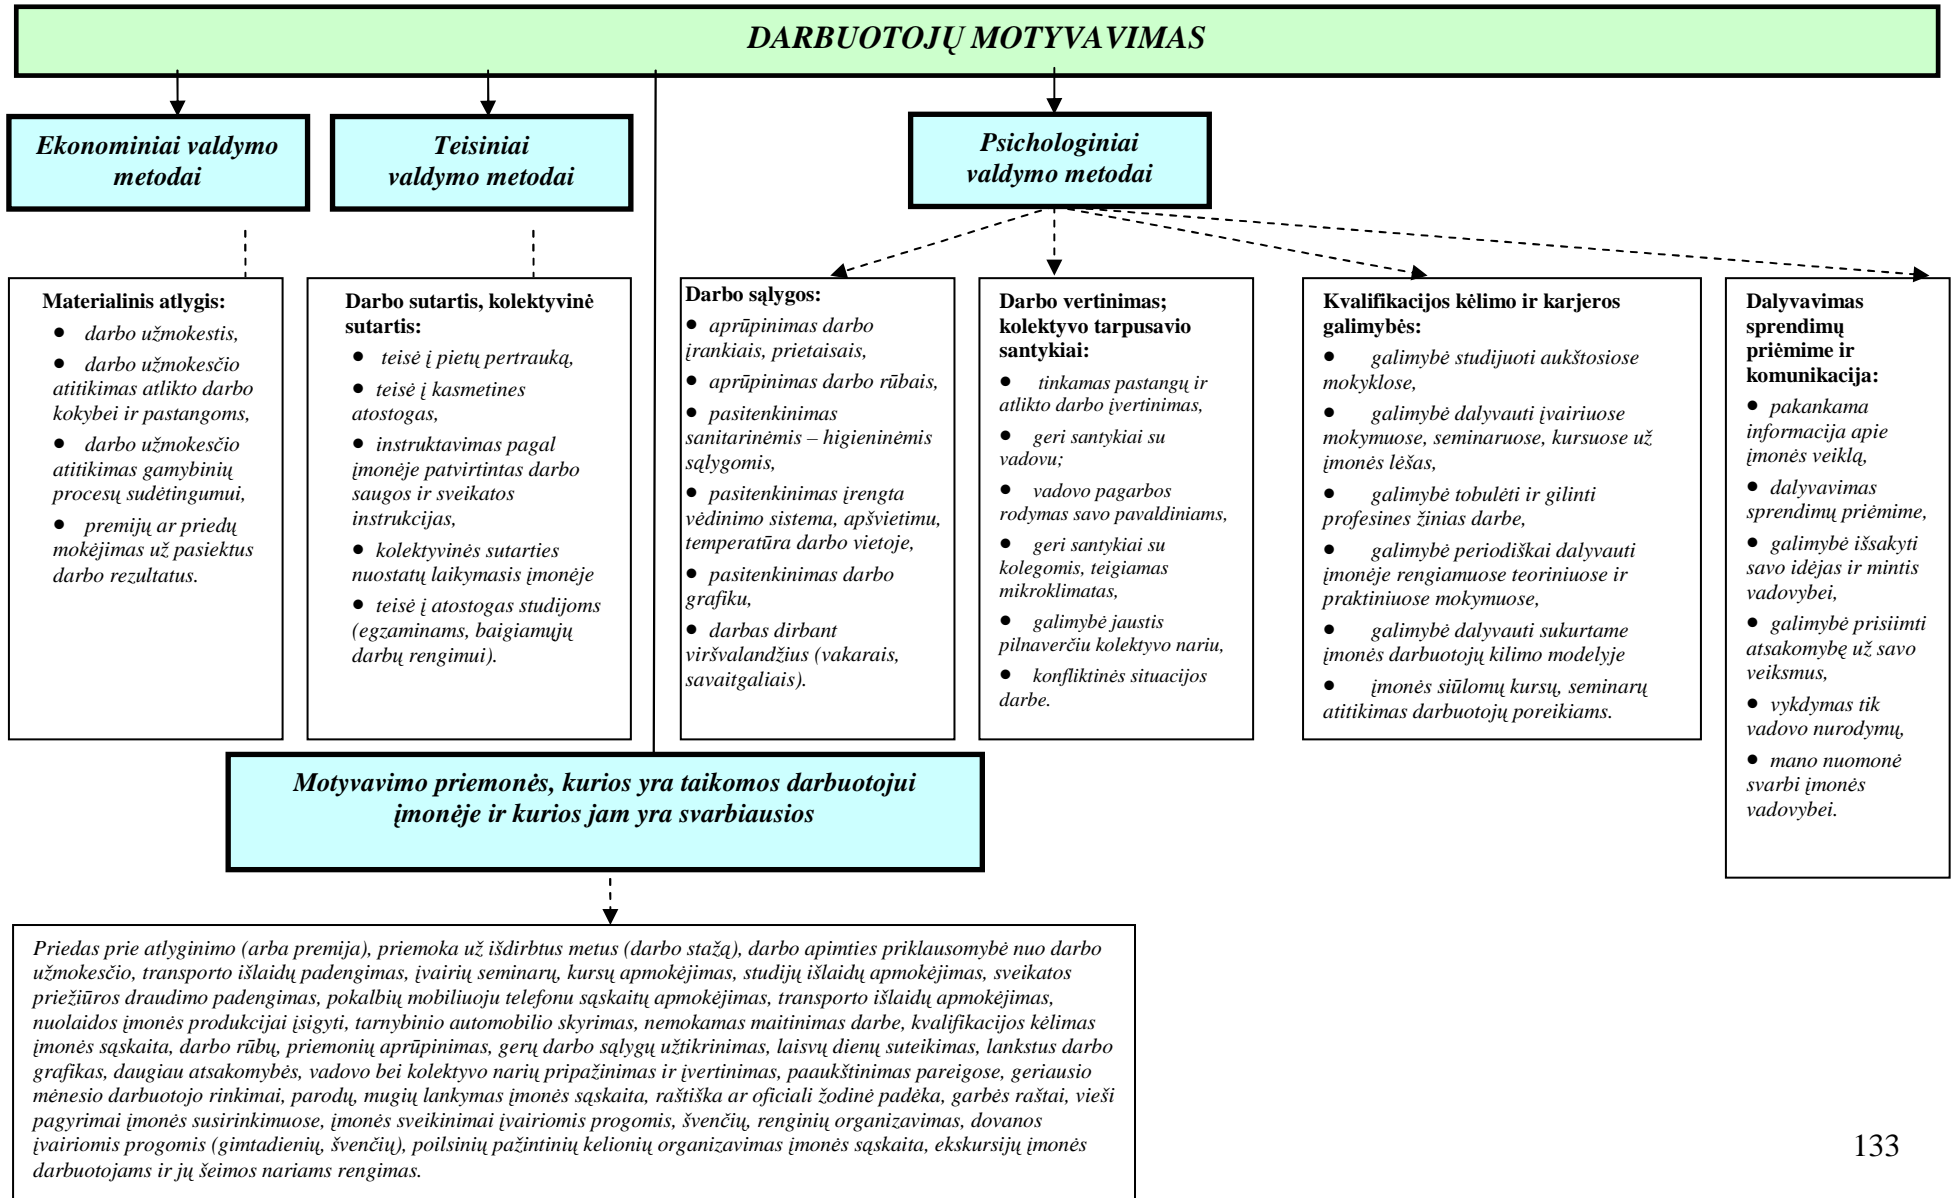 DARBUOTOJŲ MOTYVAVIMAS
Ekonominiai valdymo
metodai
Teisiniai
valdymo metodai
Psichologiniai
valdymo metodai
Materialinis atlygis:
• darbo užmokestis,
• darbo užmokesčio
atitikimas atlikto darbo
kokybei ir pastangoms,
• darbo užmokesčio
atitikimas gamybinių
procesų sudėtingumui,
• premijų ar priedų
mokėjimas už pasiektus
darbo rezultatus.
Darbo sutartis, kolektyvinė
sutartis:
• teisė į pietų pertrauką,
• teisė į kasmetines
atostogas,
• instruktavimas pagal
įmonėje patvirtintas darbo
saugos ir sveikatos
instrukcijas,
• kolektyvinės sutarties
nuostatų laikymasis įmonėje
• teisė į atostogas studijoms
(egzaminams, baigiamųjų
darbų rengimui).
Darbo sąlygos:
• aprūpinimas darbo
įrankiais, prietaisais,
• aprūpinimas darbo rūbais,
• pasitenkinimas
sanitarinėmis – higieninėmis
sąlygomis,
• pasitenkinimas įrengta
vėdinimo sistema, apšvietimu,
temperatūra darbo vietoje,
• pasitenkinimas darbo
grafiku,
• darbas dirbant
viršvalandžius (vakarais,
savaitgaliais).
Darbo vertinimas;
kolektyvo tarpusavio
santykiai:
• tinkamas pastangų ir
atlikto darbo įvertinimas,
• geri santykiai su
vadovu;
• vadovo pagarbos
rodymas savo pavaldiniams,
• geri santykiai su
kolegomis, teigiamas
mikroklimatas,
• galimybė jaustis
pilnaverčiu kolektyvo nariu,
• konfliktinės situacijos
darbe.
Kvalifikacijos kėlimo ir karjeros
galimybės:
• galimybė studijuoti aukštosiose
mokyklose,
• galimybė dalyvauti įvairiuose
mokymuose, seminaruose, kursuose už
įmonės lėšas,
• galimybė tobulėti ir gilinti
profesines žinias darbe,
• galimybė periodiškai dalyvauti
įmonėje rengiamuose teoriniuose ir
praktiniuose mokymuose,
• galimybė dalyvauti sukurtame
įmonės darbuotojų kilimo modelyje
• įmonės siūlomų kursų, seminarų
atitikimas darbuotojų poreikiams.
Dalyvavimas
sprendimų
priėmime ir
komunikacija:
• pakankama
informacija apie
įmonės veiklą,
• dalyvavimas
sprendimų priėmime,
• galimybė išsakyti
savo idėjas ir mintis
vadovybei,
• galimybė prisiimti
atsakomybę už savo
veiksmus,
• vykdymas tik
vadovo nurodymų,
• mano nuomonė
svarbi įmonės
vadovybei.
Motyvavimo priemonės, kurios yra taikomos darbuotojui
įmonėje ir kurios jam yra svarbiausios
Priedas prie atlyginimo (arba premija), priemoka už išdirbtus metus (darbo stažą), darbo apimties priklausomybė nuo darbo
užmokesčio, transporto išlaidų padengimas, įvairių seminarų, kursų apmokėjimas, studijų išlaidų apmokėjimas, sveikatos
priežiūros draudimo padengimas, pokalbių mobiliuoju telefonu sąskaitų apmokėjimas, transporto išlaidų apmokėjimas,
nuolaidos įmonės produkcijai įsigyti, tarnybinio automobilio skyrimas, nemokamas maitinimas darbe, kvalifikacijos kėlimas
įmonės sąskaita, darbo rūbų, priemonių aprūpinimas, gerų darbo sąlygų užtikrinimas, laisvų dienų suteikimas, lankstus darbo
grafikas, daugiau atsakomybės, vadovo bei kolektyvo narių pripažinimas ir įvertinimas, paaukštinimas pareigose, geriausio
mėnesio darbuotojo rinkimai, parodų, mugių lankymas įmonės sąskaita, raštiška ar oficiali žodinė padėka, garbės raštai, vieši
pagyrimai įmonės susirinkimuose, įmonės sveikinimai įvairiomis progomis, švenčių, renginių organizavimas, dovanos
įvairiomis progomis (gimtadienių, švenčių), poilsinių pažintinių kelionių organizavimas įmonės sąskaita, ekskursijų įmonės
darbuotojams ir jų šeimos nariams rengimas.
133